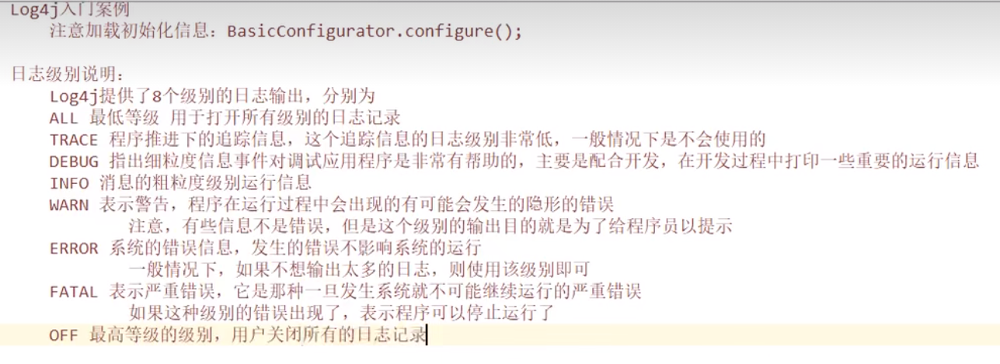 Log4j入门案例
注意加载初始化信息：BasicConfigurator.configure();
日志级别说明：
Log4j提供了8个级别的日志输出，分别为
ALL 最低等级 用于打开所有级别的日志记录
TRACE 程序推进下的追踪信息，这个追踪信息的日志级别非常低，一般情况下是不会使用的
DEBUG 指出细粒度信息事件对调试应用程序是非常有帮助的，主要是配合开发，在开发过程中打印一些重要的运行信息
INFO 消息的粗粒度级别运行信息
WARN 表示警告，程序在运行过程中会出现的有可能会发生的隐形的错误
注意，有些信息不是错误，但是这个级别的输出目的就是为了给程序员以提示
ERROR 系统的错误信息，发生的错误不影响系统的运行
一般情况下，如果不想输出太多的日志，则使用该级别即可
FATAL 表示严重错误，它是那种一旦发生系统就不可能继续运行的严重错误
如果这种级别的错误出现了，表示程序可以停止运行了
OFF 最高等级的级别，用户关闭所有的日志记录